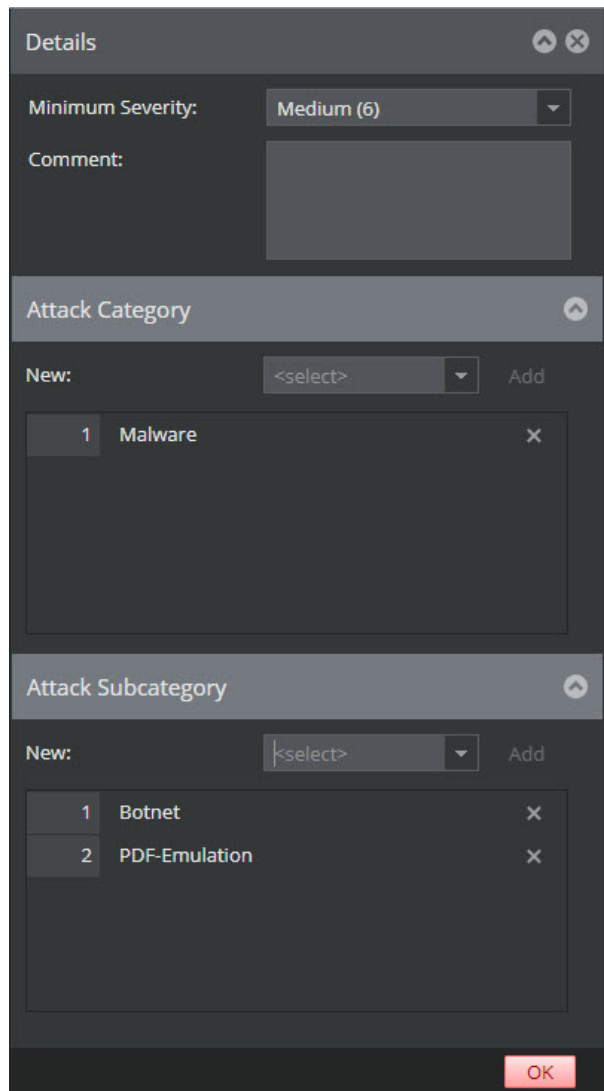 Details
Minimum Severity: Medium (6)
Comment:
Attack Category
New: <select> Add
1 Malware
Attack Subcategory
New: <select> Add
1 Botnet
2 PDF-Emulation
OK